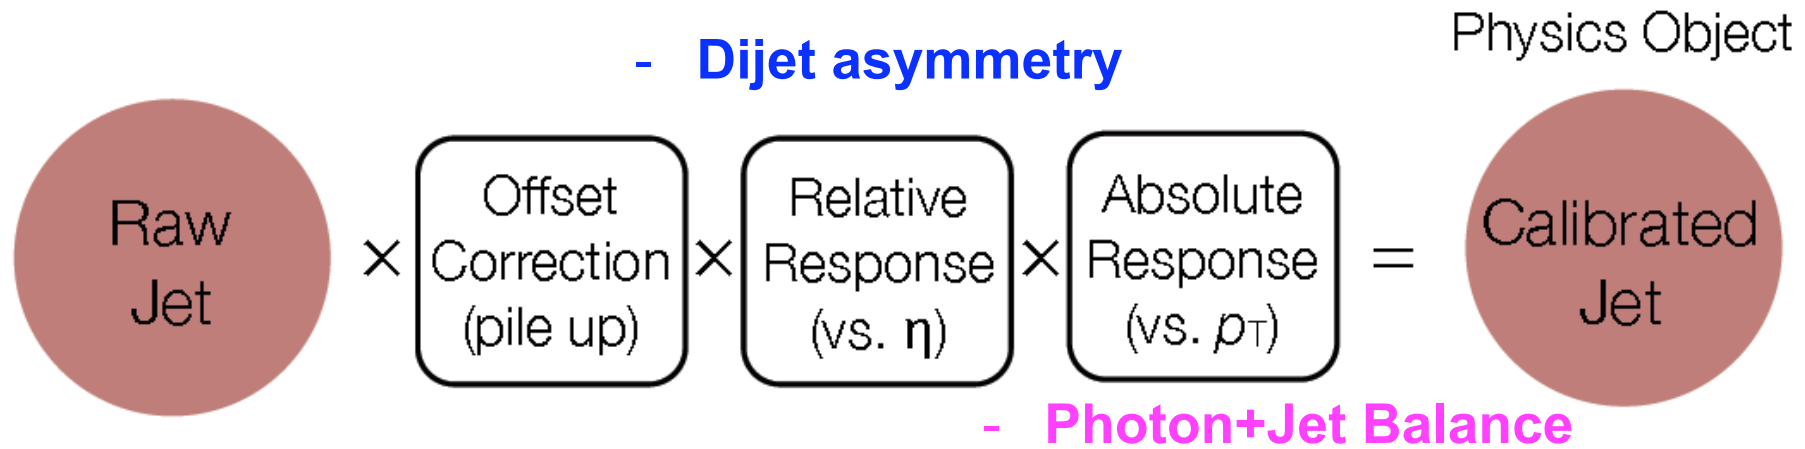 Physics Object
- Dijet asymmetry
Raw
Jet
×
Offset
Correction
(pile up)
×
Relative
Response
(vs. η)
×
Absolute
Response
(vs. pT)
=
Calibrated
Jet
- Photon+Jet Balance